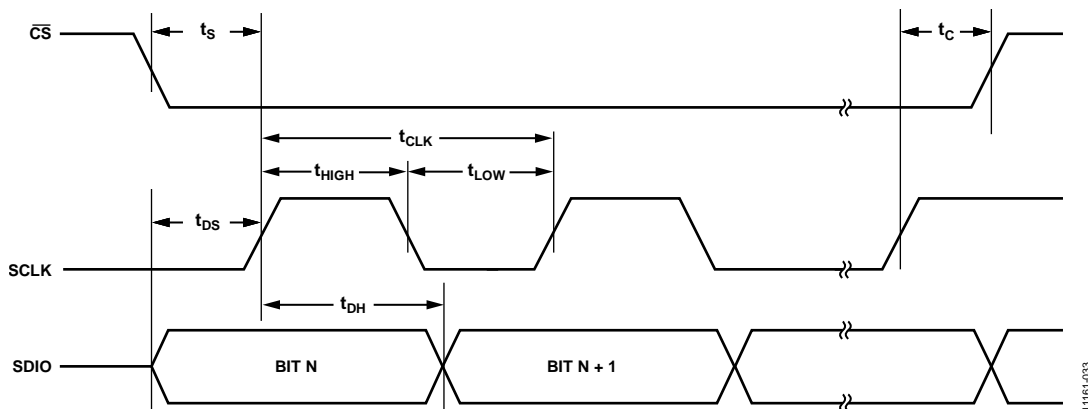 CS
tS
tC
tCLK
tHIGH
tLOW
tDS
SCLK
tDH
SDIO
BIT N
BIT N + 1
11161-033